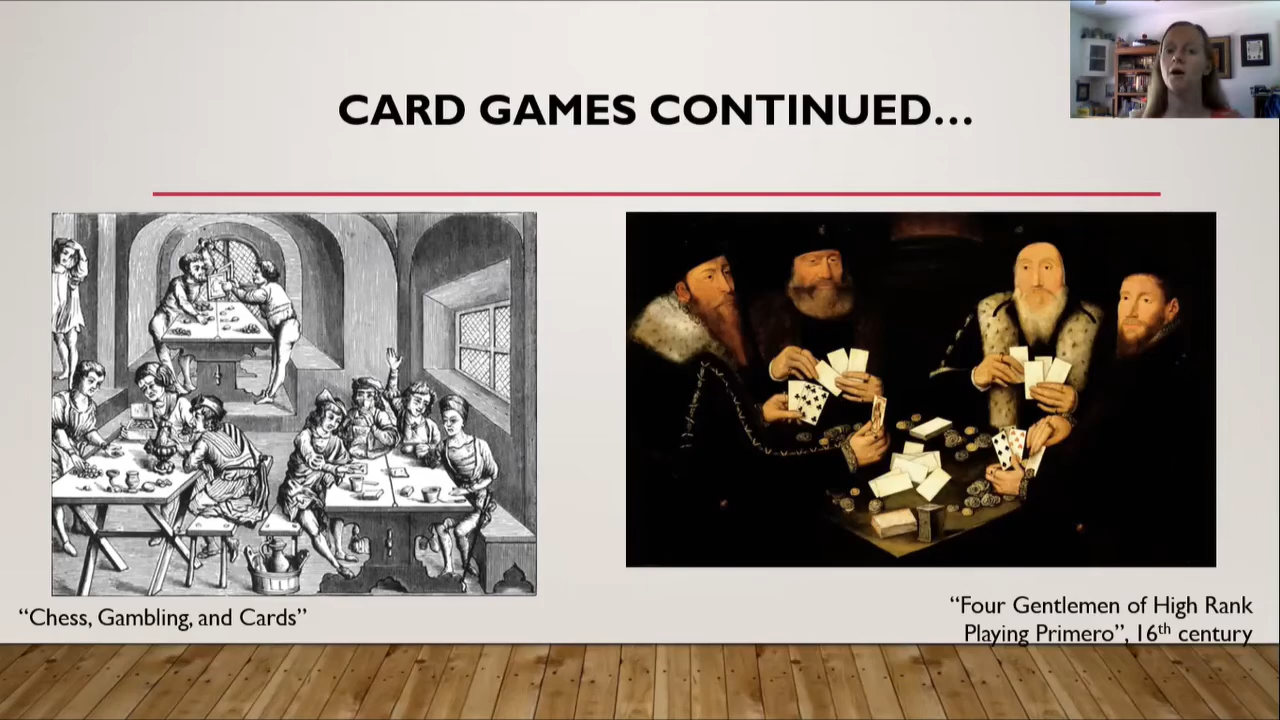 CARD GAMES CONTINUED...
“Chess, Gambling, and Cards”
“Four Gentlemen of High Rank
Playing Primero”, 16th century